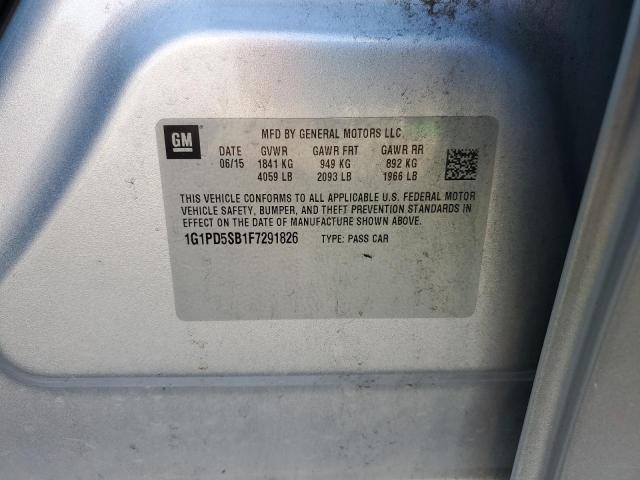 GM
MFD BY GENERAL MOTORS LLC
DATE GVWR GAWR FRT GAWR RR
06/15 1841 KG 949 KG 892 KG
4059 LB 2093 LB 1966 LB
THIS VEHICLE CONFORMS TO ALL APPLICABLE U.S. FEDERAL MOTOR
VEHICLE SAFETY, BUMPER, AND THEFT PREVENTION STANDARDS IN
EFFECT ON THE DATE OF MANUFACTURE SHOWN ABOVE.
1G1PD5SB1F7291826 TYPE: PASS CAR